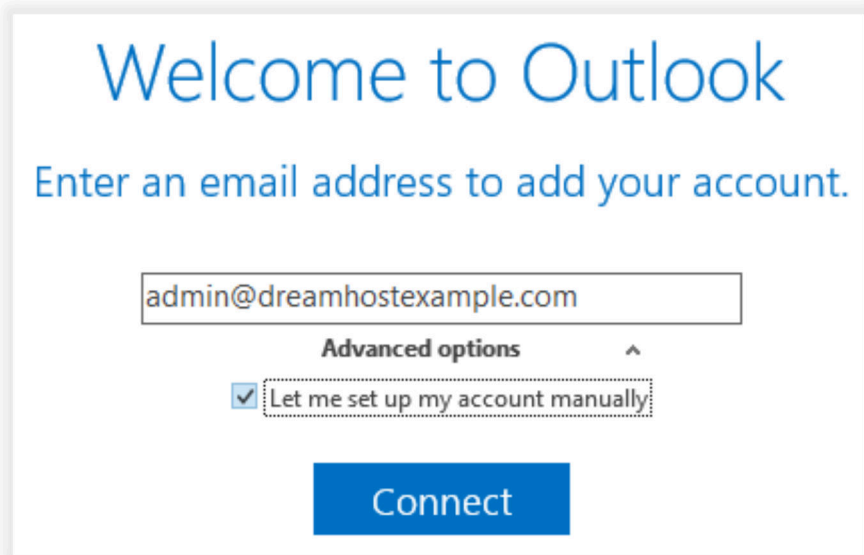 Welcome to Outlook
Enter an email address to add your account.
admin@dreamhostexample.com
Advanced options
Let me set up my account manually
Connect